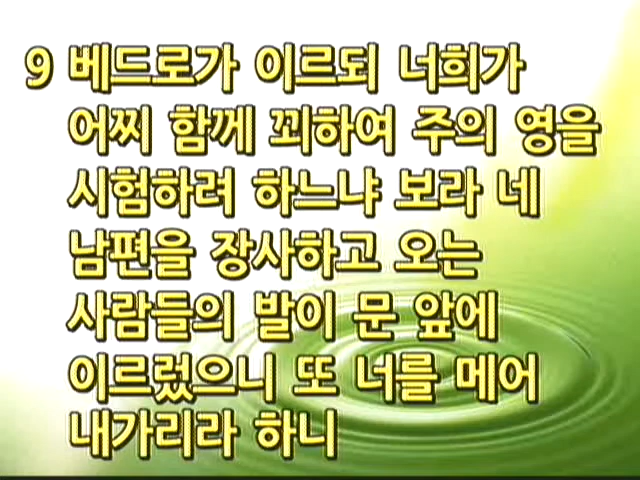 9 베드로가 이르되 너희가
어찌 함께 꾀하여 주의 영을
시험하려 하느냐 보라 네
남편을 장사하고 오는
사람들의 발이 문 앞에
이르렀으니 또 너를 메어
내가리라 하니